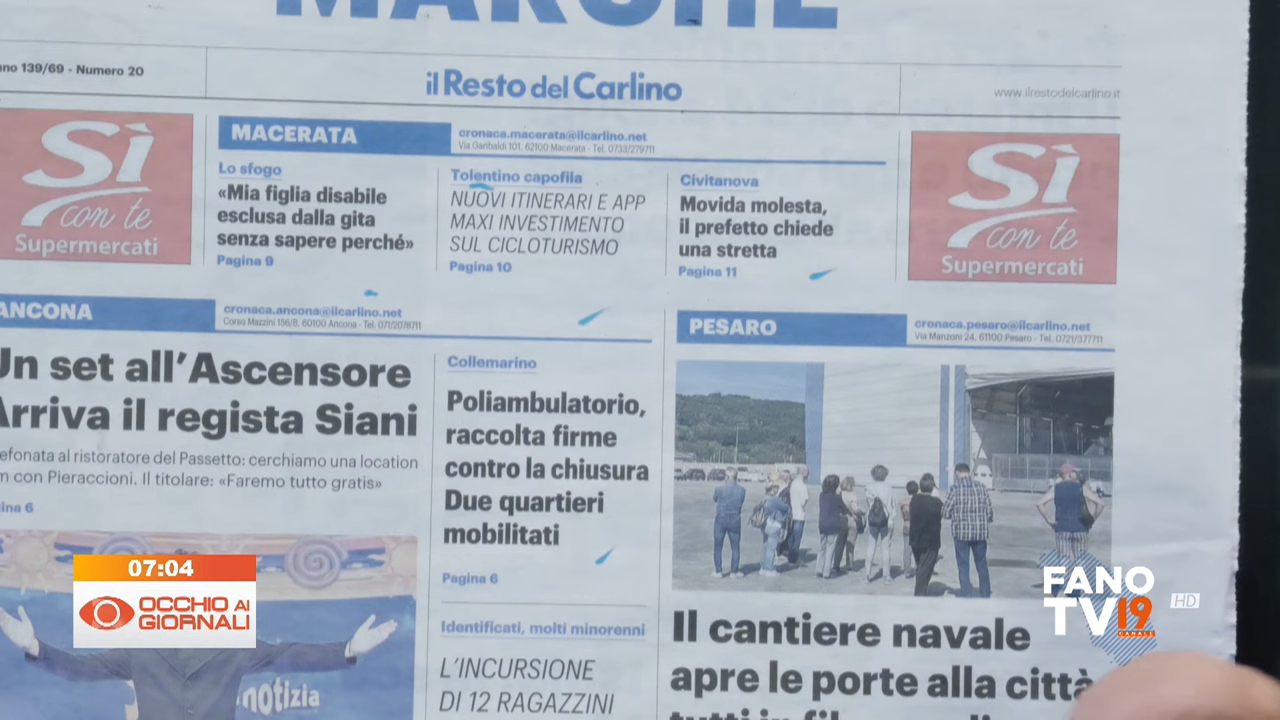 MARCHE
no 139/69 - Numero 20
il Resto del Carlino
www.ilrestodelcarlino.it
Sì
con te
Supermercati
MACERATA
cronaca.macerata@ilcarlino.net
Via Garibaldi 101, 62100 Macerata - Tel. 0733/279711
Lo sfogo
«Mia figlia disabile
esclusa dalla gita
senza sapere perché»
Pagina 9
Tolentino capofila
NUOVI ITINERARI E APP
MAXI INVESTIMENTO
SUL CICLOTURISMO
Pagina 10
Civitanova
Movida molesta,
il prefetto chiede
una stretta
Pagina 11
Sì
con te
Supermercati
ANCONA
cronaca.ancona@ilcarlino.net
Corso Mazzini 156/B, 60100 Ancona - Tel. 071/2078711
Un set all'Ascensore
Arriva il regista Siani
efonata al ristoratore del Passetto: cerchiamo una location
m con Pieraccioni. Il titolare: «Faremo tutto gratis»
ina 6
notizia
Collemarino
Poliambulatorio,
raccolta firme
contro la chiusura
Due quartieri
mobilitati
Pagina 6
Identificati, molti minorenni
L'INCURSIONE
DI 12 RAGAZZINI
PESARO
cronaca.pesaro@ilcarlino.net
Via Manzoni 24, 61100 Pesaro - Tel. 0721/377711
Il cantiere navale
apre le porte alla città
07:04
OCCHIO AI
GIORNALI
FANO
TV19
CANALE
HD